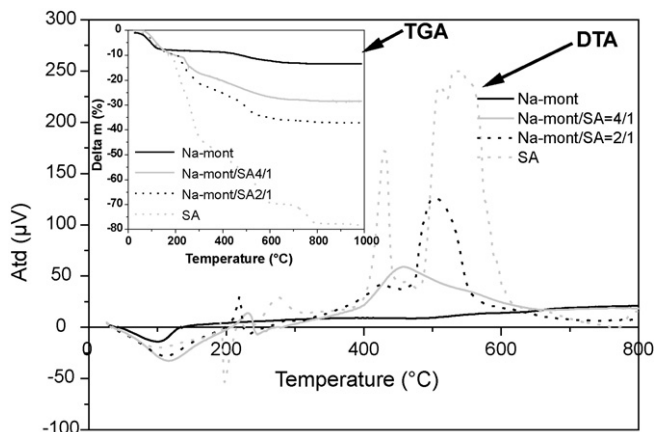 300
250
200
150
100
50
0
-50
-100
Atd (µV)
0
200
400
600
800
Temperature (°C)
DTA
Na-mont
Na-mont/SA=4/1
Na-mont/SA=2/1
SA
TGA
0
-10
-20
-30
-40
-50
-60
-70
-80
Delta m (%)
Na-mont
Na-mont/SA4/1
Na-mont/SA2/1
SA
0 200 400 600 800 1000
Temperature (°C)